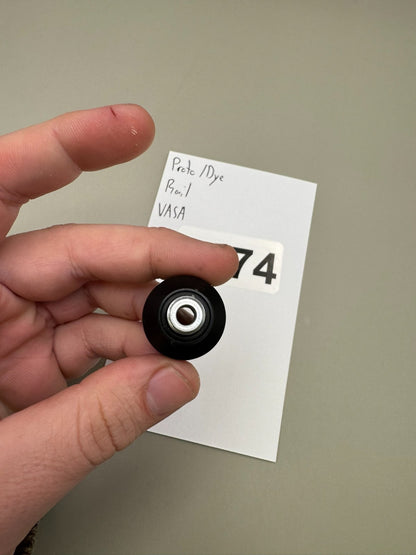 Proto/Dye
Rail
VASA
74